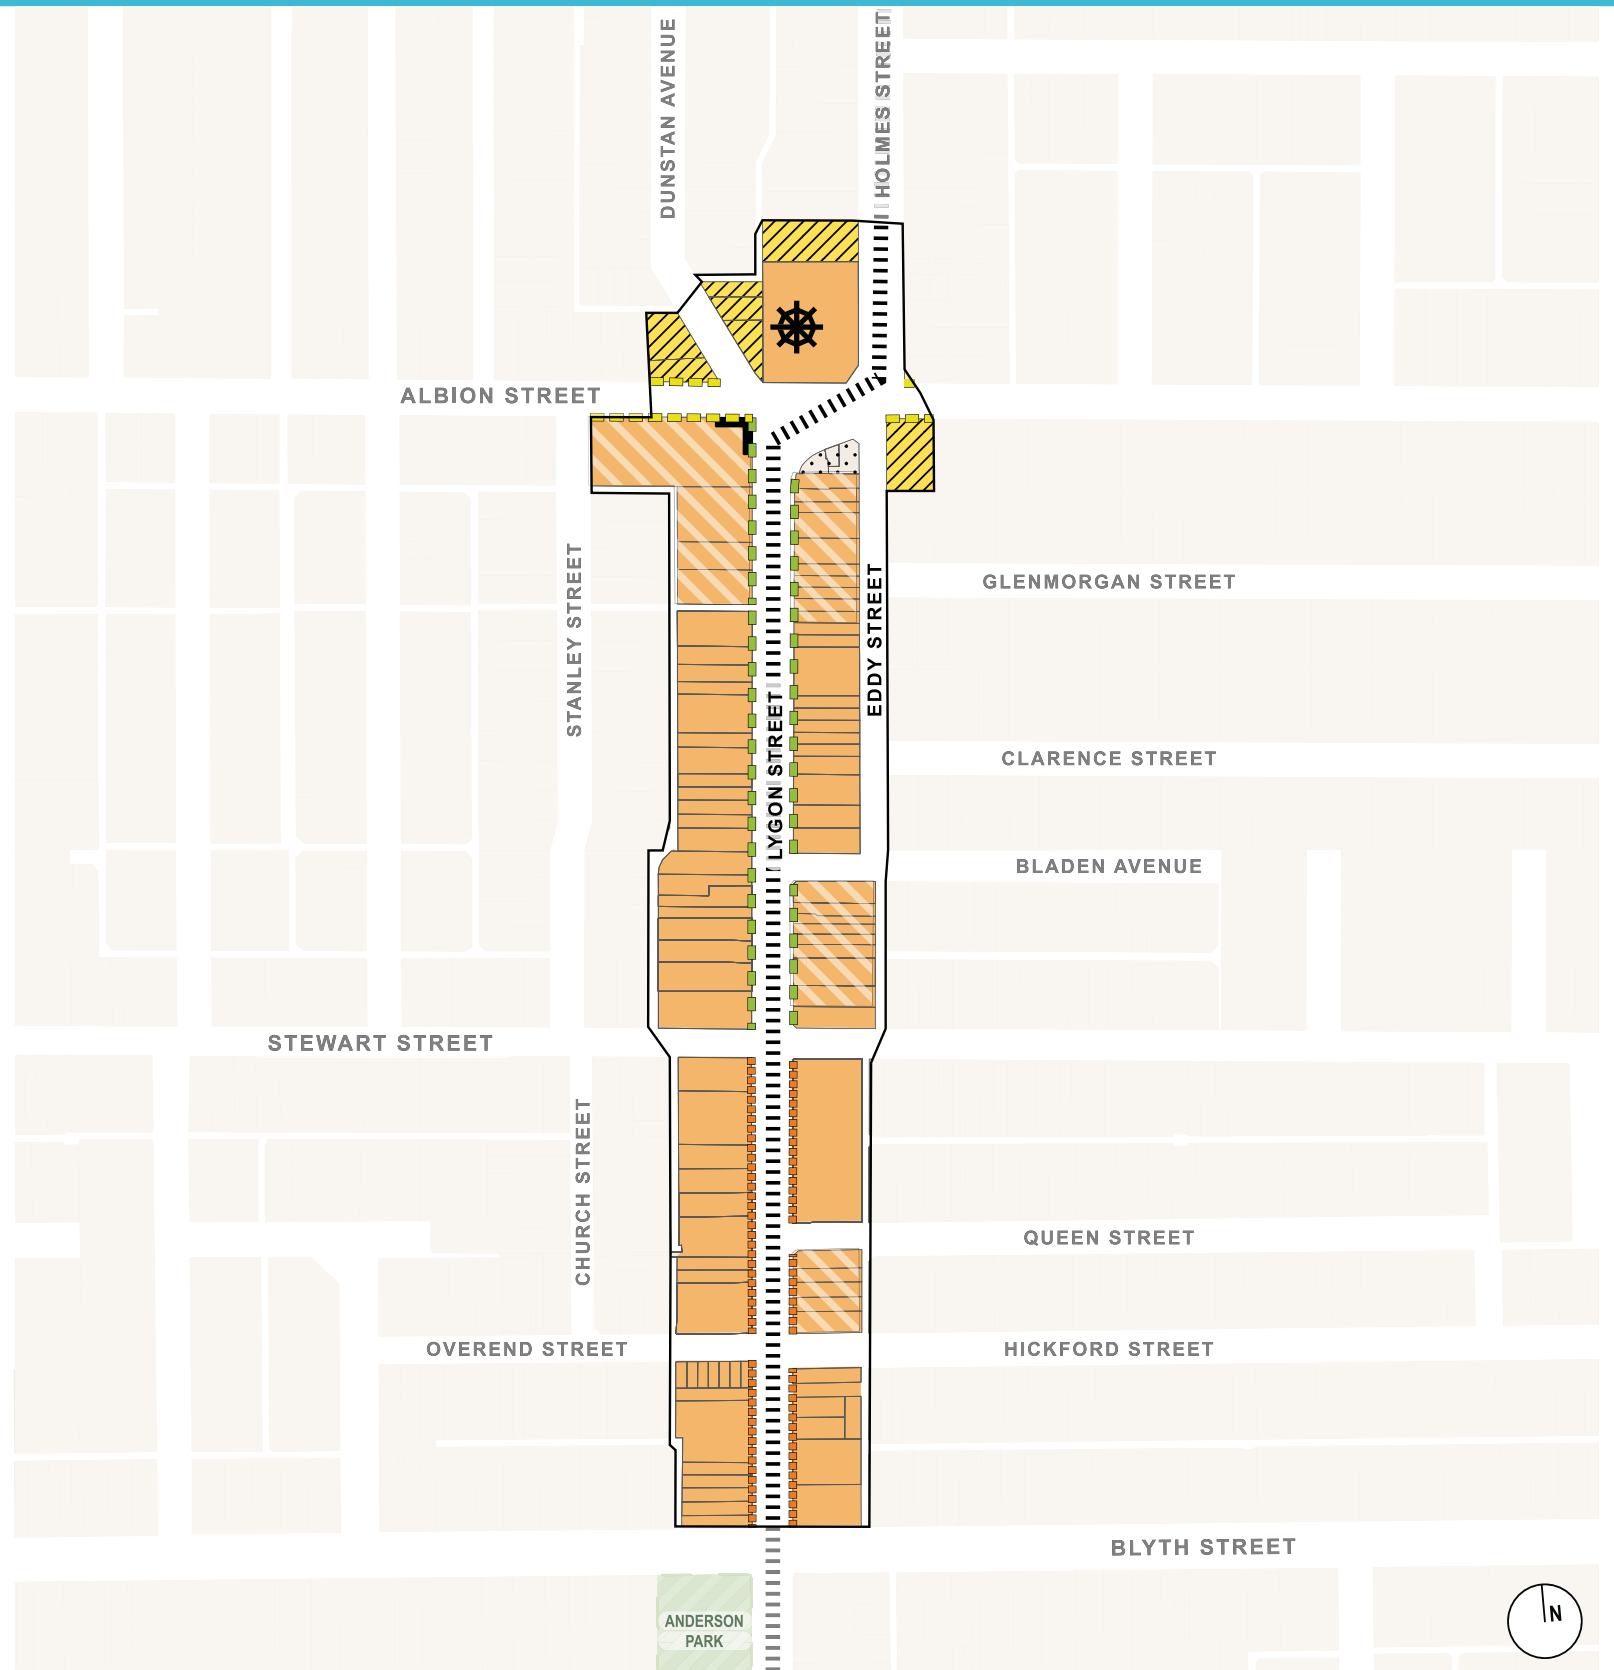 DUNSTAN AVENUE
HOLMES STREET
ALBION STREET
STANLEY STREET
EDDY STREET
GLENMORGAN STREET
LYGON STREET
CLARENCE STREET
BLADEN AVENUE
STEWART STREET
CHURCH STREET
QUEEN STREET
OVEREND STREET
HICKFORD STREET
BLYTH STREET
ANDERSON
PARK
N